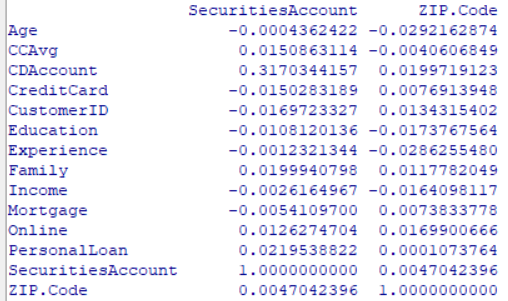 SecuritiesAccount ZIP.Code
Age -0.0004362422 -0.0292162874
CCAvg 0.0150863114 -0.0040606849
CDAccount 0.3170344157 0.0199719123
CreditCard -0.0150283189 0.0076913948
CustomerID -0.0169723327 0.0134315402
Education -0.0108120136 -0.0173767564
Experience -0.0012321344 -0.0286255480
Family 0.0199940798 0.0117782049
Income -0.0026164967 -0.0164098117
Mortgage -0.0054109700 0.0073833778
Online 0.0126274704 0.0169900666
PersonalLoan 0.0219538822 0.0001073764
SecuritiesAccount 1.0000000000 0.0047042396
ZIP.Code 0.0047042396 1.0000000000